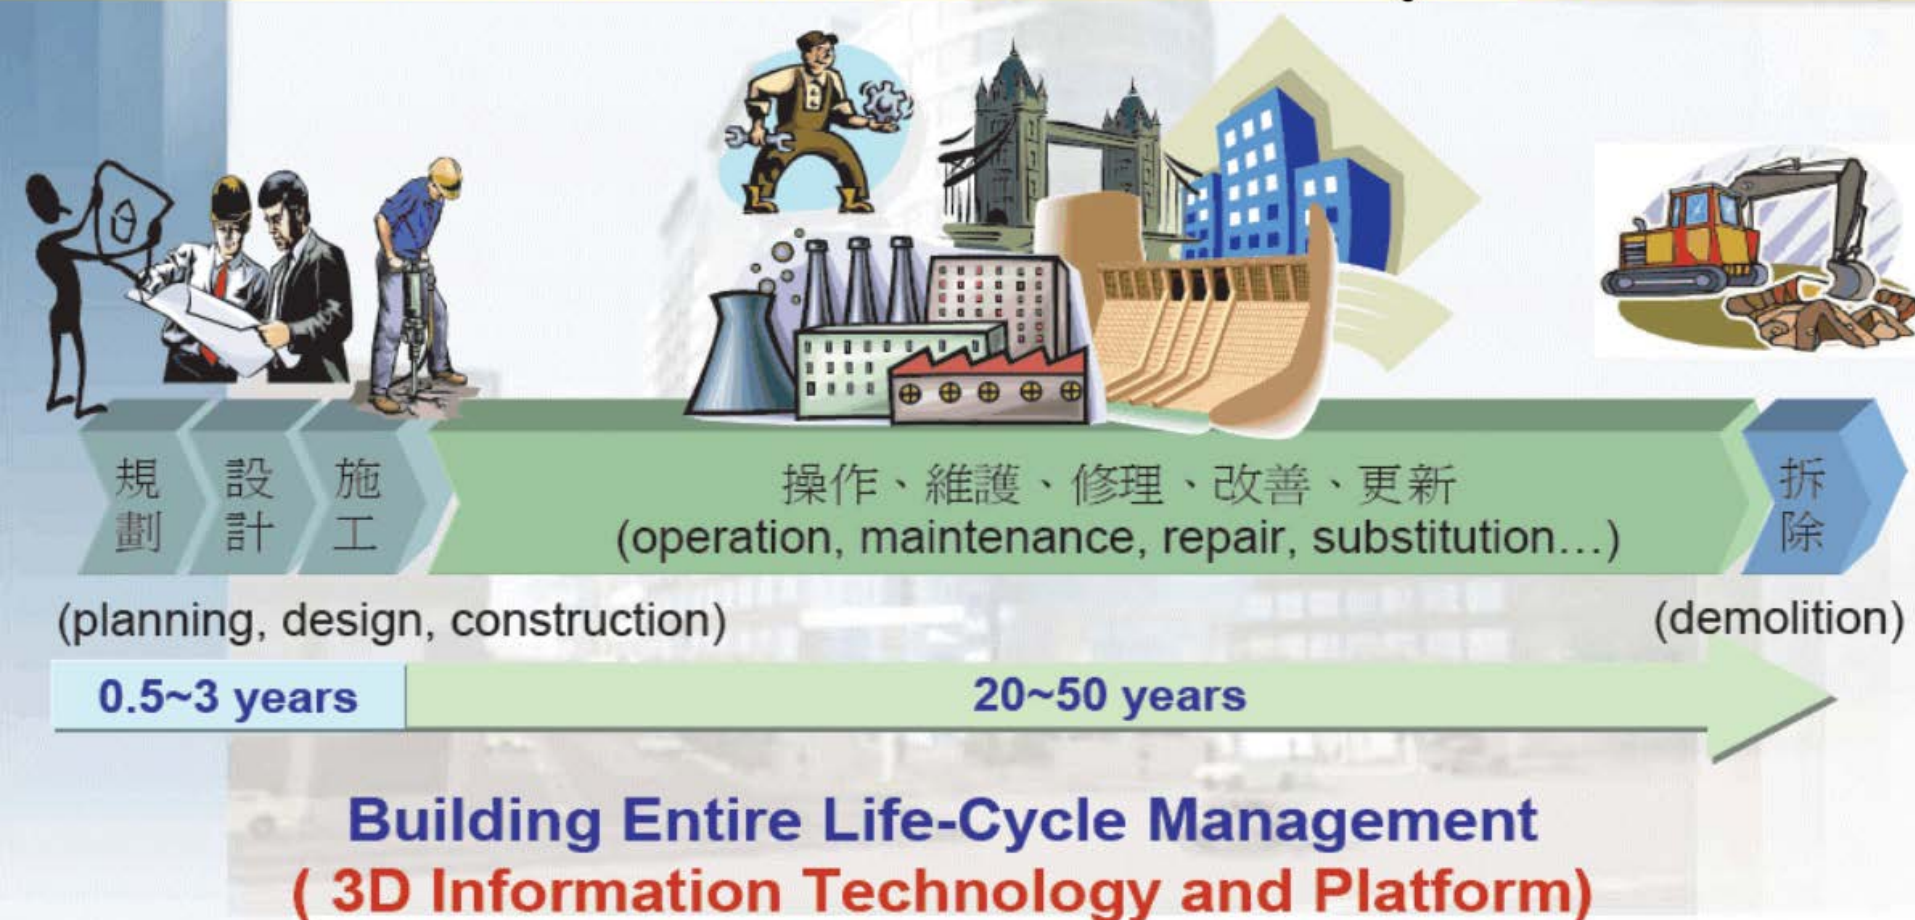 規劃
設計
施工
操作、維護、修理、改善、更新
(operation, maintenance, repair, substitution…)
拆除
(planning, design, construction)
(demolition)
0.5~3 years
20~50 years
Building Entire Life-Cycle Management
( 3D Information Technology and Platform)